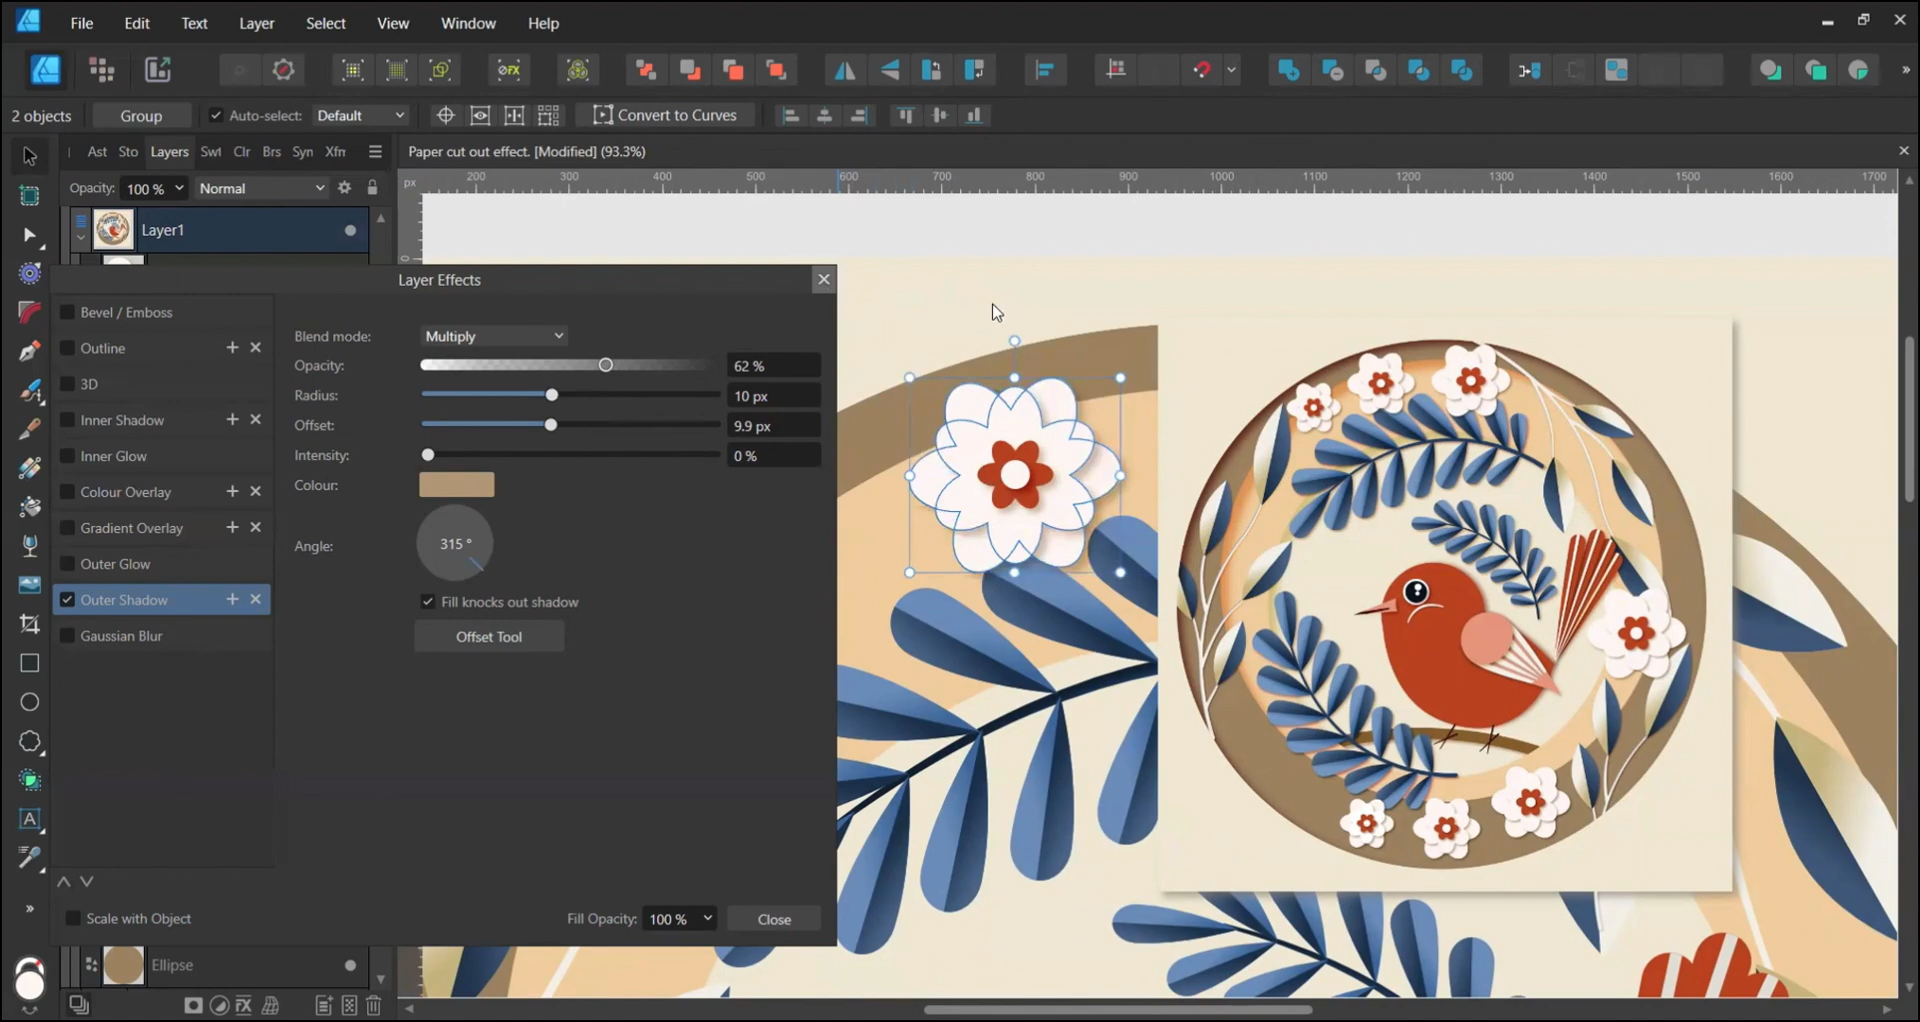 File Edit Text Layer Select View Window Help
2 objects Group Auto-select: Default Convert to Curves
Ast Sto Layers Swt Clr Brs Syn Xfr
Paper cut out effect. [Modified] (93.3%)
Opacity: 100 % Normal
px 200 300 400 500 600 700 800 900 1000 1100 1200 1300 1400 1500 1600 1700
0
Layer1
Layer Effects
Bevel / Emboss
Outline
3D
Inner Shadow
Inner Glow
Colour Overlay
Gradient Overlay
Outer Glow
Outer Shadow
Gaussian Blur
Blend mode: Multiply
Opacity: 62 %
Radius: 10 px
Offset: 9.9 px
Intensity: 0 %
Colour:
Angle: 315 °
Fill knocks out shadow
Offset Tool
Scale with Object
Fill Opacity: 100 % Close
Ellipse
FX
A